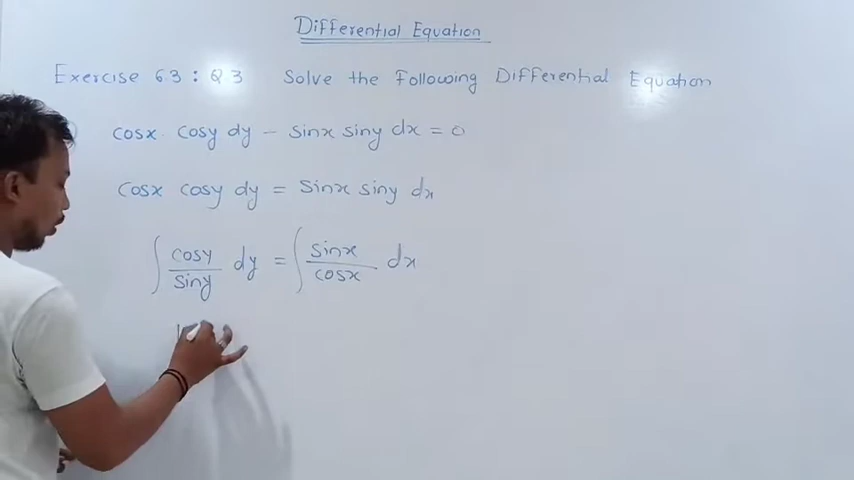 Differential Equation
Exercise 6.3 : Q.3 Solve the Following Differential Equation
cosx cosy dy - sinx siny dx = 0
cosx cosy dy = sinx siny dx
∫ cosy/siny dy = ∫ sinx/cosx dx